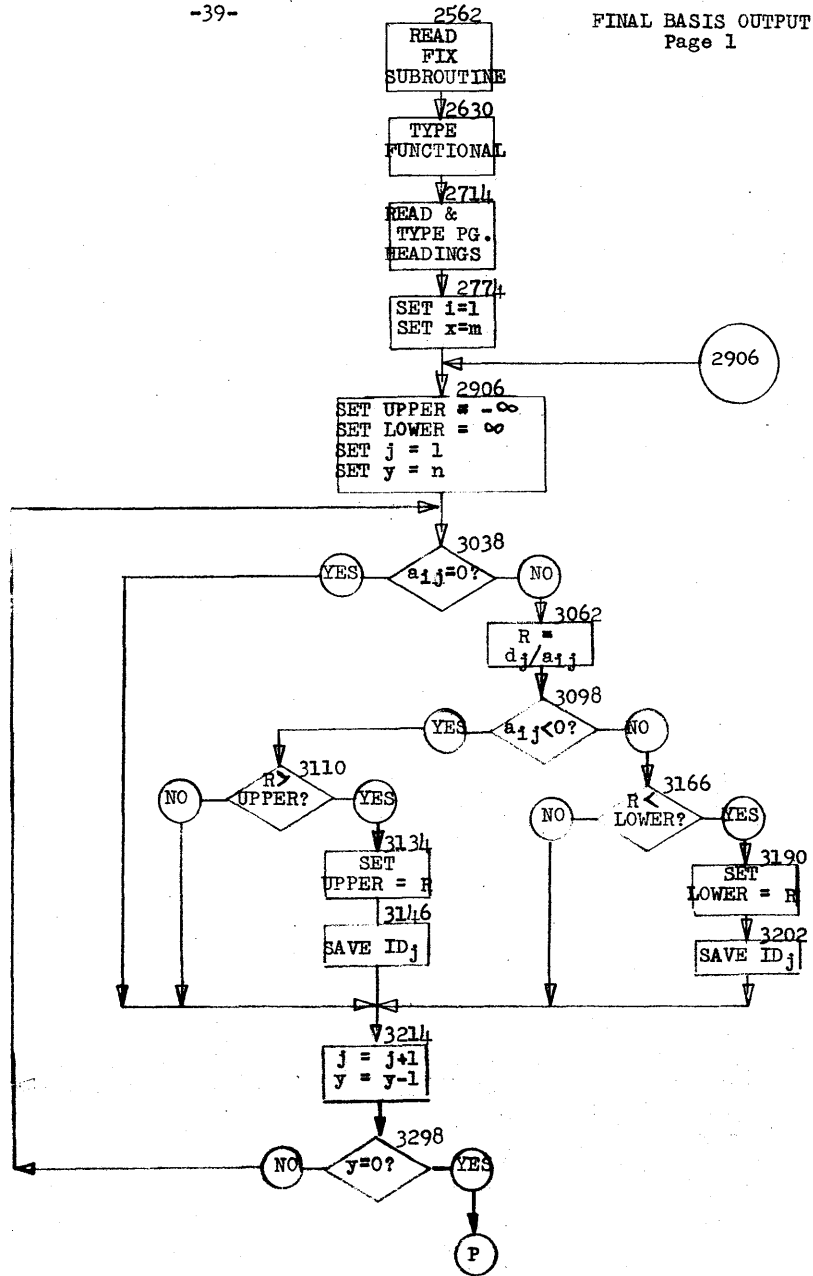 -39-
FINAL BASIS OUTPUT
Page 1
2562
READ
FIX
SUBROUTINE
2630
TYPE
FUNCTIONAL
2714
READ &
TYPE PG.
HEADINGS
2774
SET i=1
SET x=m
2906
2906
SET UPPER = -∞
SET LOWER = ∞
SET j = 1
SET y = n
3038
YES
aij=0?
NO
3062
R =
dj/aij
3098
YES
aij<0?
NO
3110
NO
R>
UPPER?
YES
3166
NO
R <
LOWER?
YES
3134
SET
UPPER = R
3190
SET
LOWER = R
3146
SAVE IDj
3202
SAVE IDj
3214
j = j+1
y = y-1
3298
NO
y=0?
YES
P